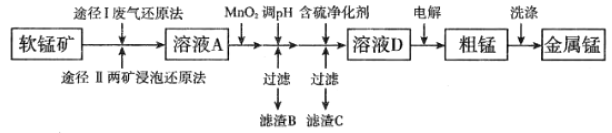 途径Ⅰ废气还原法 MnO₂ 调pH 含硫净化剂 电解 洗涤
软锰矿 溶液A 溶液D 粗锰 金属锰
途径Ⅱ两矿浸泡还原法 过滤 过滤
滤渣B 滤渣C